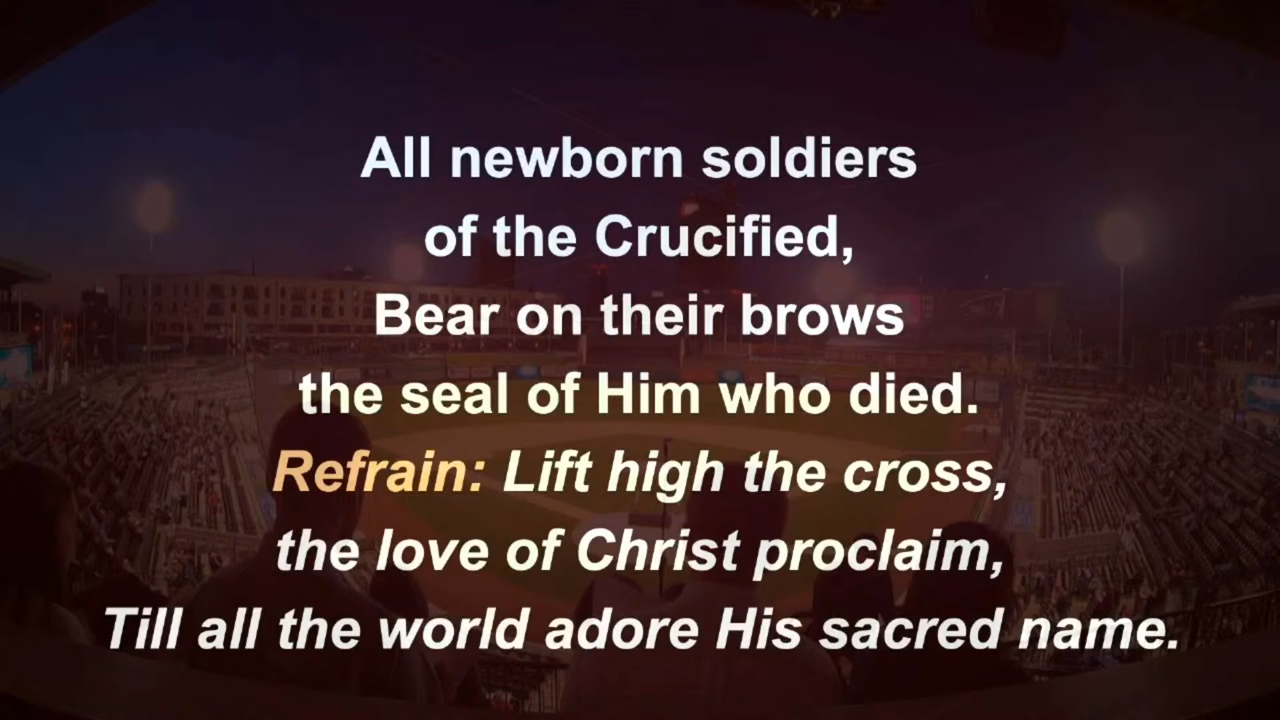 All newborn soldiers
of the Crucified,
Bear on their brows
the seal of Him who died.
Refrain: Lift high the cross,
the love of Christ proclaim,
Till all the world adore His sacred name.